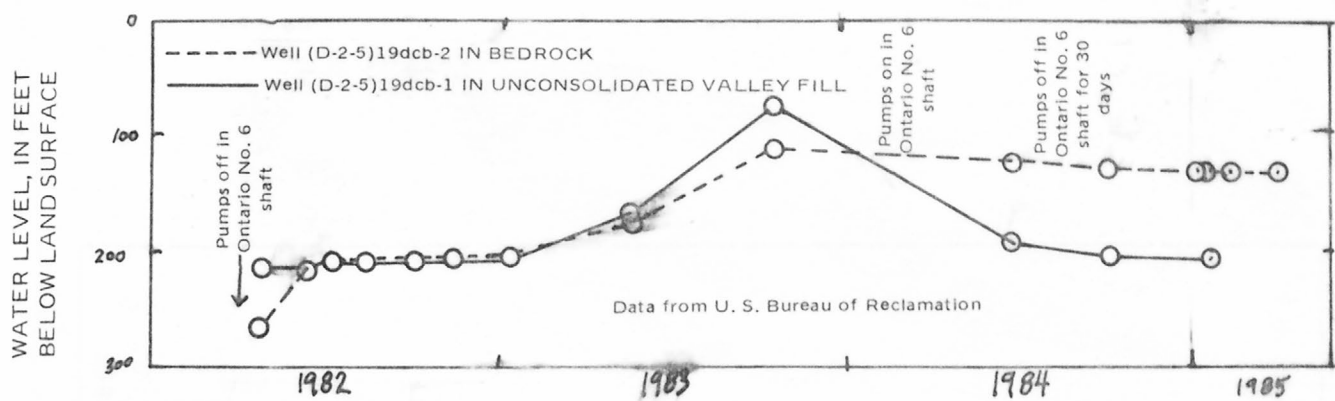 WATER LEVEL, IN FEET
BELOW LAND SURFACE
0
100
200
300
Well (D-2-5)19dcb-2 IN BEDROCK
Well (D-2-5)19dcb-1 IN UNCONSOLIDATED VALLEY FILL
Pumps off in
Ontario No. 6
shaft
Pumps on in
Ontario No. 6
shaft
Pumps off in
Ontario No. 6
shaft for 30
days
Data from U. S. Bureau of Reclamation
1982
1983
1984
1985